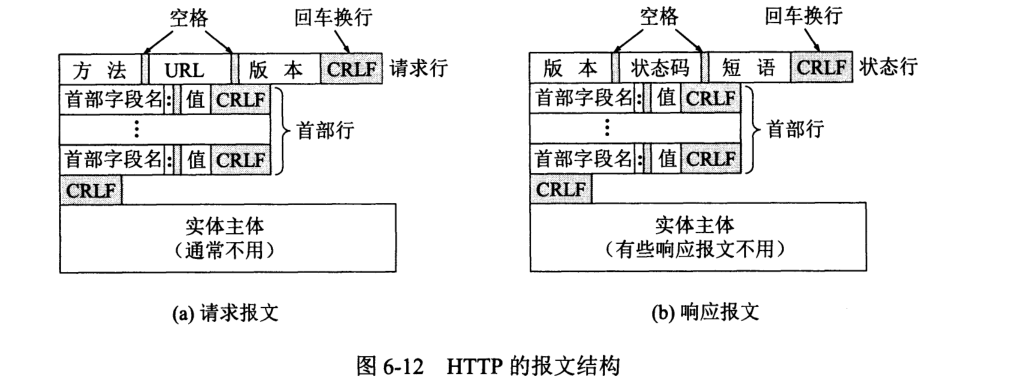 空格 回车换行
方 法 URL 版 本 CRLF 请求行
首部字段名: 值 CRLF
⋮ 首部行
首部字段名: 值 CRLF
CRLF
实体主体
（通常不用）
(a) 请求报文
空格 回车换行
版 本 状态码 短 语 CRLF 状态行
首部字段名: 值 CRLF
⋮ 首部行
首部字段名: 值 CRLF
CRLF
实体主体
（有些响应报文不用）
(b) 响应报文
图 6-12 HTTP 的报文结构